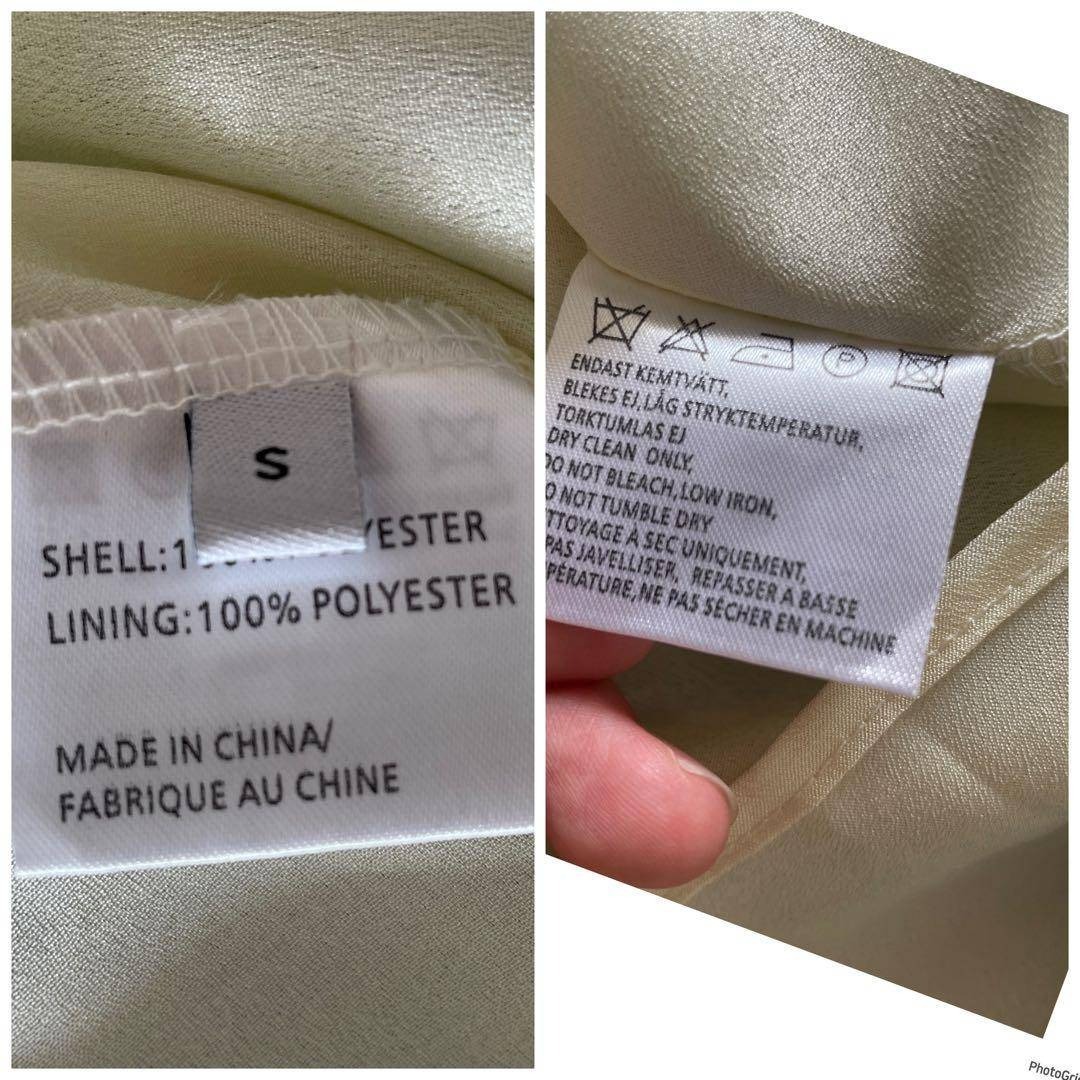 S
SHELL:1 YESTER
LINING:100% POLYESTER
MADE IN CHINA/
FABRIQUE AU CHINE
P
ENDAST KEMTVÄTT,
BLEKES EJ,LÅG STRYKTEMPERATUR,
TORKTUMLAS EJ
DRY CLEAN ONLY,
DO NOT BLEACH,LOW IRON,
O NOT TUMBLE DRY
TTOYAGE A SEC UNIQUEMENT,
PAS JAVELLISER, REPASSER A BASSE
PÉRATURE,NE PAS SÉCHER EN MACHINE
PhotoGri